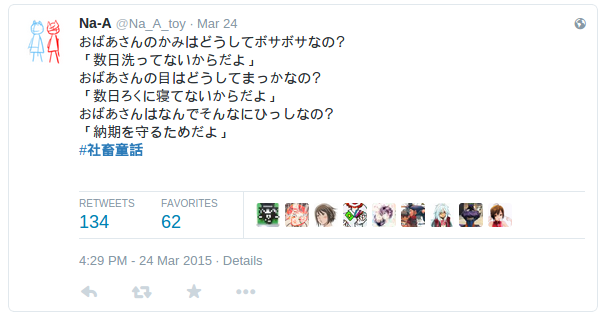 Na-A @Na_A_toy · Mar 24
おばあさんのかみはどうしてボサボサなの？
「数日洗ってないからだよ」
おばあさんの目はどうしてまっかなの？
「数日ろくに寝てないからだよ」
おばあさんはなんでそんなにひっしなの？
「納期を守るためだよ」
#社畜童話
RETWEETS FAVORITES
134 62
4:29 PM - 24 Mar 2015 · Details